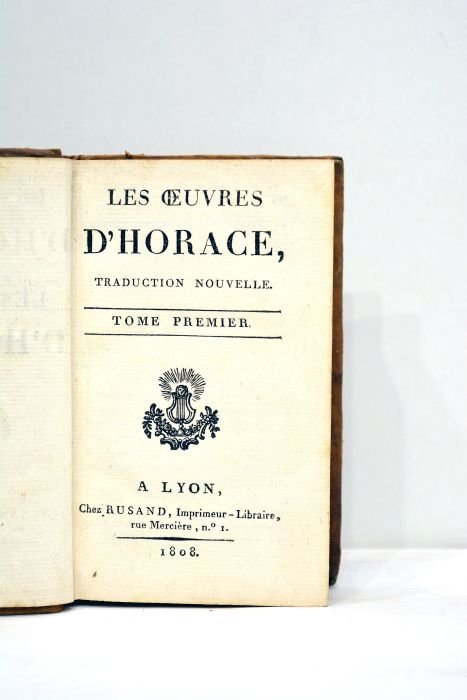 LES ŒUVRES
D'HORACE,
TRADUCTION NOUVELLE.
TOME PREMIER.
A LYON,
Chez RUSAND, Imprimeur-Libraire,
rue Mercière, n.º 1.
1808.